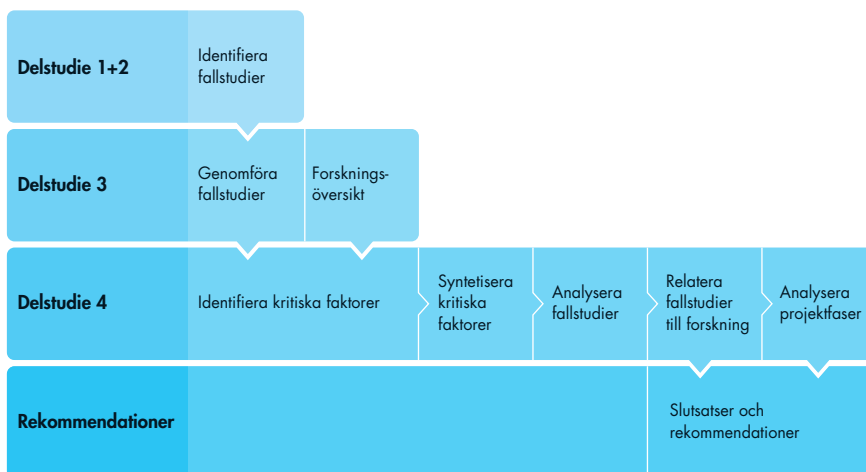 Delstudie 1+2
Identifiera
fallstudier
Delstudie 3
Genomföra
fallstudier
Forsknings-
översikt
Delstudie 4
Identifiera kritiska faktorer
Syntetisera
kritiska
faktorer
Analysera
fallstudier
Relatera
fallstudier
till forskning
Analysera
projektfaser
Rekommendationer
Slutsatser och
rekommendationer